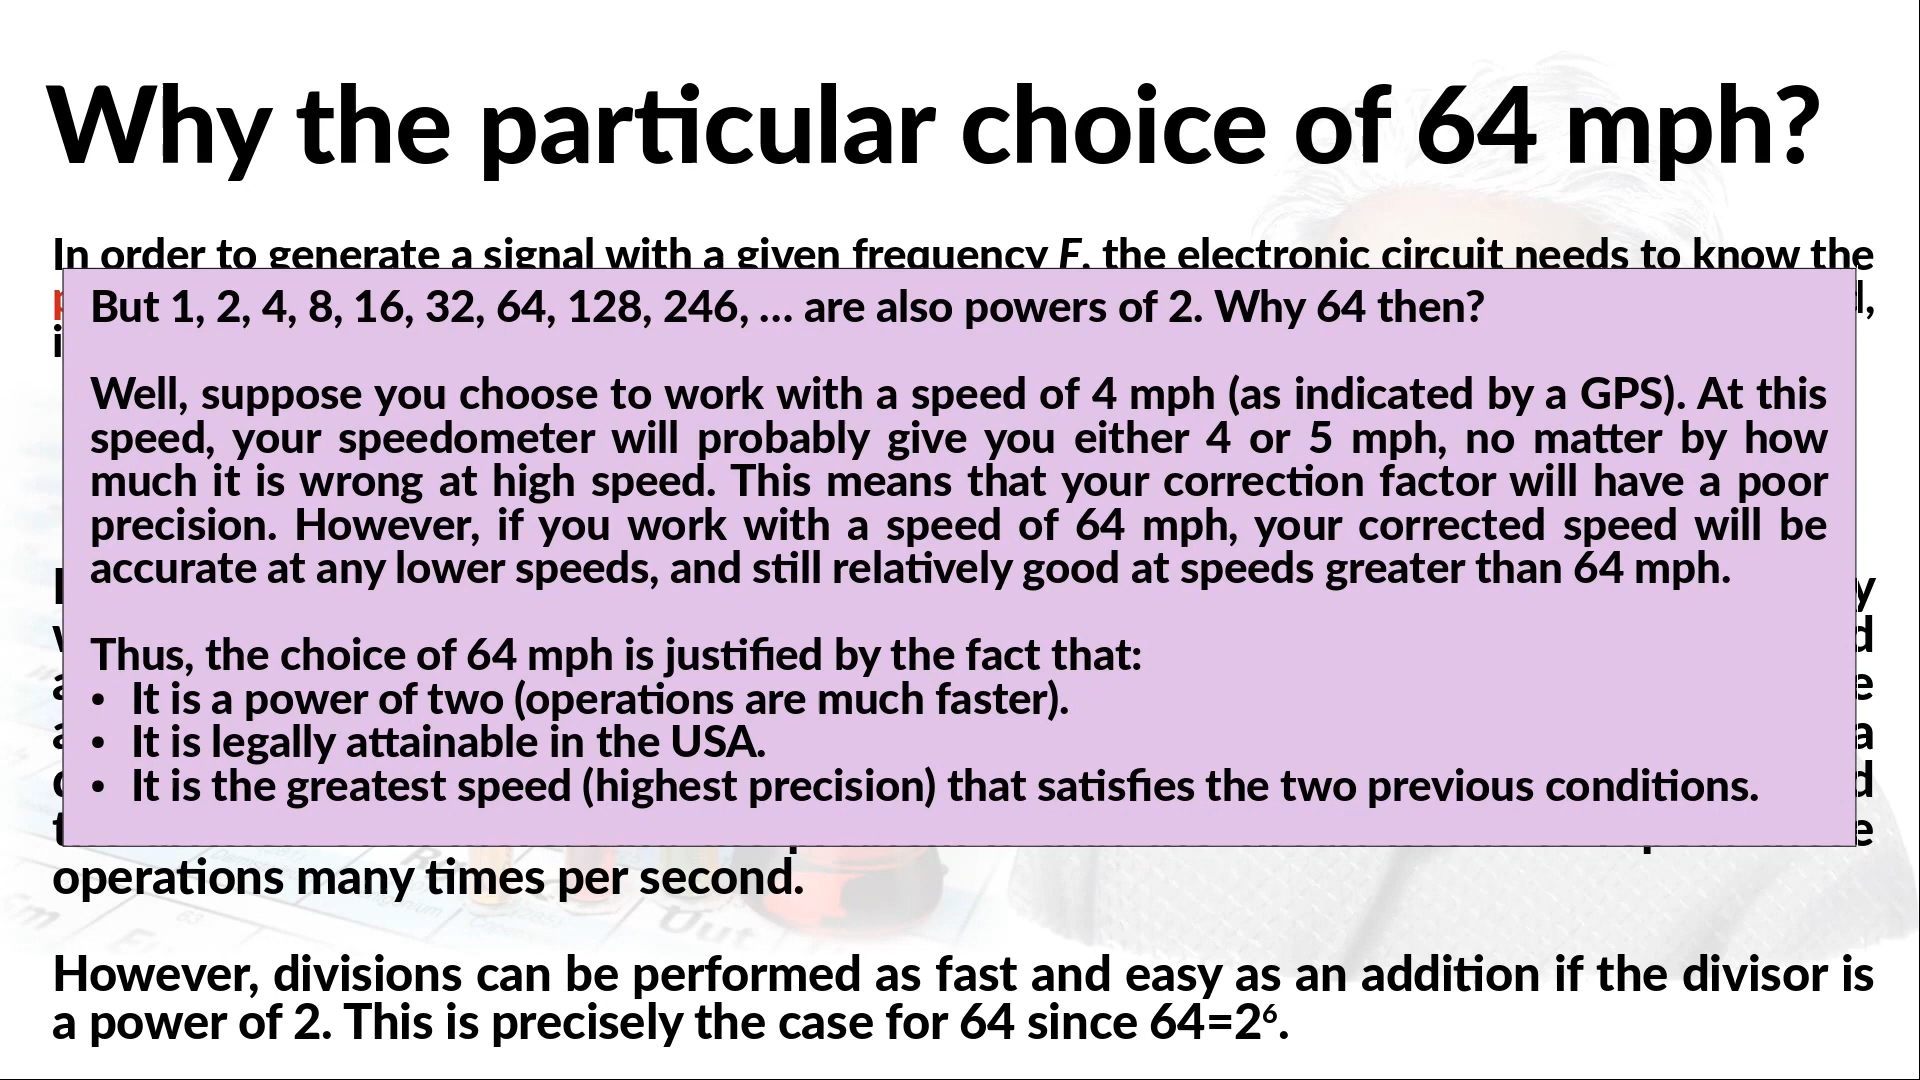 Why the particular choice of 64 mph?
In order to generate a signal with a given frequency F, the electronic circuit needs to know the
But 1, 2, 4, 8, 16, 32, 64, 128, 246, ... are also powers of 2. Why 64 then?
Well, suppose you choose to work with a speed of 4 mph (as indicated by a GPS). At this
speed, your speedometer will probably give you either 4 or 5 mph, no matter by how
much it is wrong at high speed. This means that your correction factor will have a poor
precision. However, if you work with a speed of 64 mph, your corrected speed will be
accurate at any lower speeds, and still relatively good at speeds greater than 64 mph.
Thus, the choice of 64 mph is justified by the fact that:
• It is a power of two (operations are much faster).
• It is legally attainable in the USA.
• It is the greatest speed (highest precision) that satisfies the two previous conditions.
operations many times per second.
However, divisions can be performed as fast and easy as an addition if the divisor is
a power of 2. This is precisely the case for 64 since 64=2⁶.